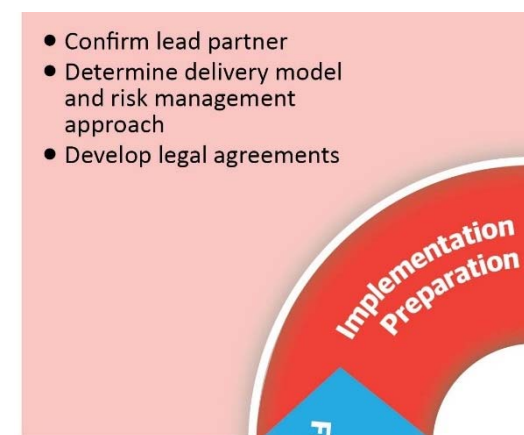 • Confirm lead partner
• Determine delivery model
and risk management
approach
• Develop legal agreements
Implementation
Preparation
F